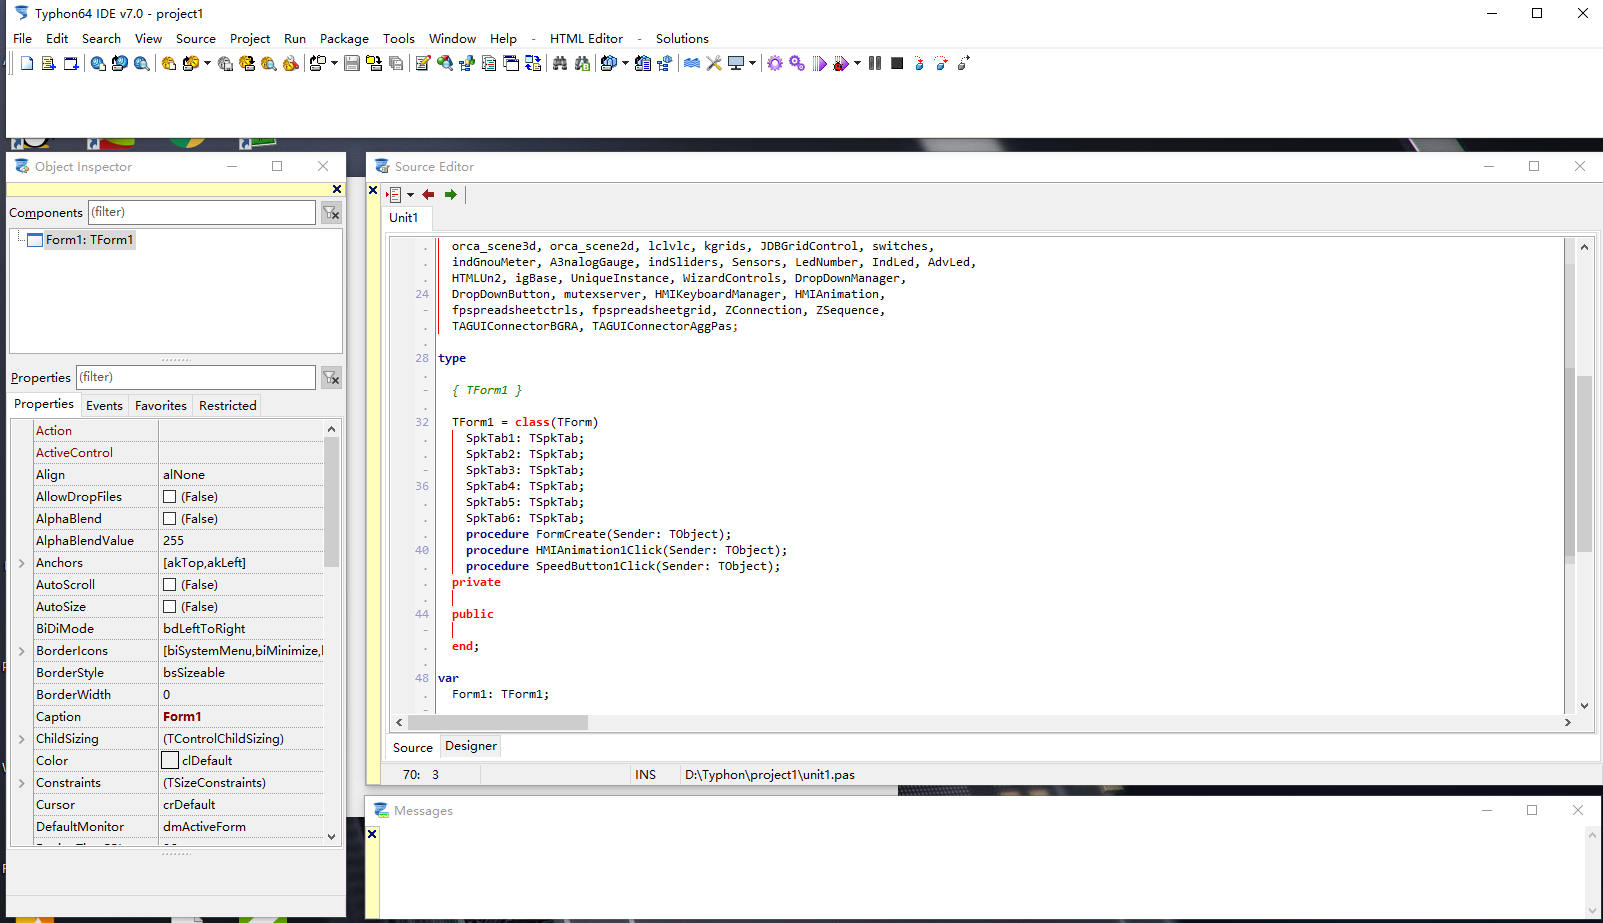 Typhon64 IDE v7.0 - project1
File Edit Search View Source Project Run Package Tools Window Help - HTML Editor - Solutions
Object Inspector
Components (filter)
Form1: TForm1
Properties (filter)
Properties Events Favorites Restricted
Action
ActiveControl
Align alNone
AllowDropFiles (False)
AlphaBlend (False)
AlphaBlendValue 255
Anchors [akTop,akLeft]
AutoScroll (False)
AutoSize (False)
BiDiMode bdLeftToRight
BorderIcons [biSystemMenu,biMinimize,
BorderStyle bsSizeable
BorderWidth 0
Caption Form1
ChildSizing (TControlChildSizing)
Color clDefault
Constraints (TSizeConstraints)
Cursor crDefault
DefaultMonitor dmActiveForm
Source Editor
Unit1
. orca_scene3d, orca_scene2d, lclvlc, kgrids, JDBGridControl, switches,
. indGnouMeter, A3nalogGauge, indSliders, Sensors, LedNumber, IndLed, AdvLed,
. HTMLUn2, igBase, UniqueInstance, WizardControls, DropDownManager,
24 DropDownButton, mutexserver, HMIKeyboardManager, HMIAnimation,
- fpspreadsheetctrls, fpspreadsheetgrid, ZConnection, ZSequence,
. TAGUIConnectorBGRA, TAGUIConnectorAggPas;
.
28 type
.
- { TForm1 }
.
32 TForm1 = class(TForm)
. SpkTab1: TSpkTab;
. SpkTab2: TSpkTab;
- SpkTab3: TSpkTab;
36 SpkTab4: TSpkTab;
. SpkTab5: TSpkTab;
. SpkTab6: TSpkTab;
. procedure FormCreate(Sender: TObject);
40 procedure HMIAnimation1Click(Sender: TObject);
. procedure SpeedButton1Click(Sender: TObject);
. private
.
44 public
-
. end;
.
48 var
. Form1: TForm1;
-
Source Designer
70: 3 INS D:\Typhon\project1\unit1.pas
Messages